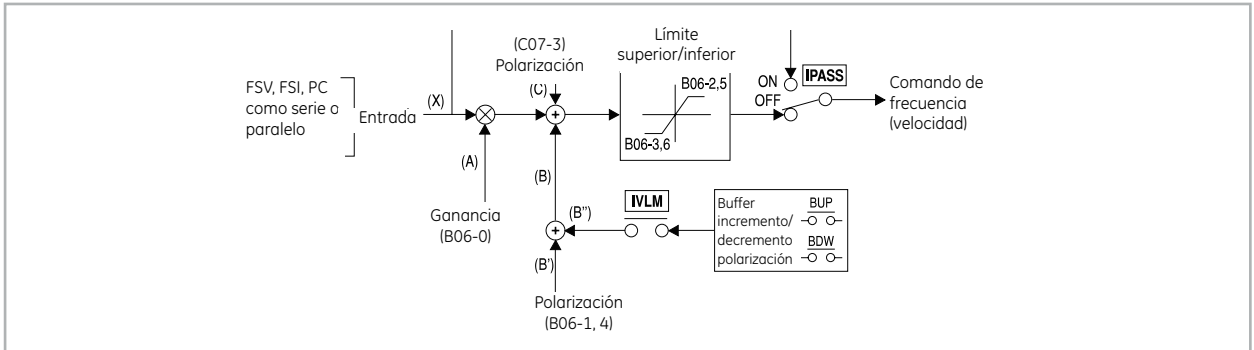 (C07-3)
Polarización
Límite
superior/inferior
FSV, FSI, PC
como serie o
paralelo
Entrada
(X)
(C)
B06-2,5
B06-3,6
ON
OFF
IPASS
Comando de
frecuencia
(velocidad)
(A)
(B)
Ganancia
(B06-0)
(B'')
IVLM
Buffer
incremento/
decremento
polarización
BUP
BDW
(B')
Polarización
(B06-1, 4)